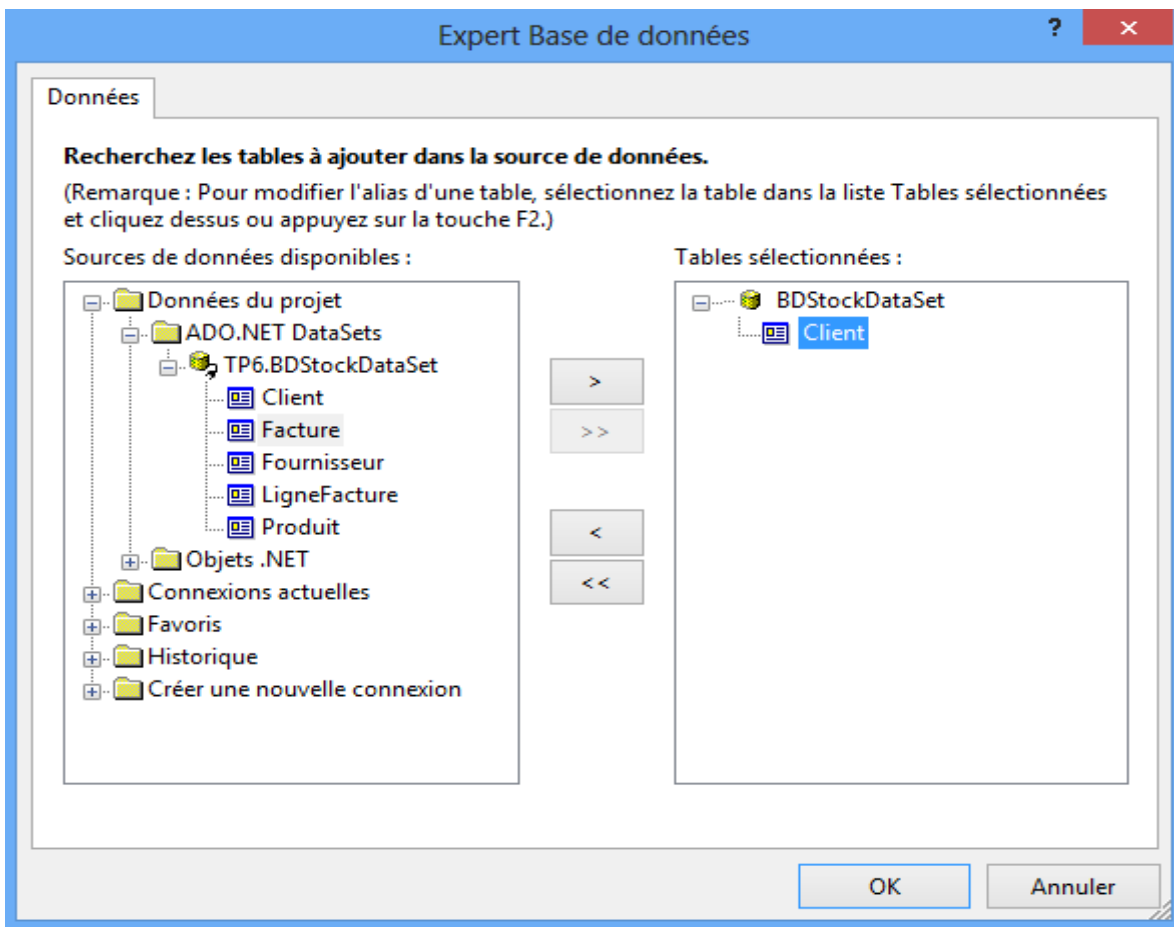 Expert Base de données
?
×
Données
Recherchez les tables à ajouter dans la source de données.
(Remarque : Pour modifier l'alias d'une table, sélectionnez la table dans la liste Tables sélectionnées
et cliquez dessus ou appuyez sur la touche F2.)
Sources de données disponibles :
Données du projet
ADO.NET DataSets
TP6.BDStockDataSet
Client
Facture
Fournisseur
LigneFacture
Produit
Objets .NET
Connexions actuelles
Favoris
Historique
Créer une nouvelle connexion
>
>>
<
<<
Tables sélectionnées :
BDStockDataSet
Client
OK
Annuler